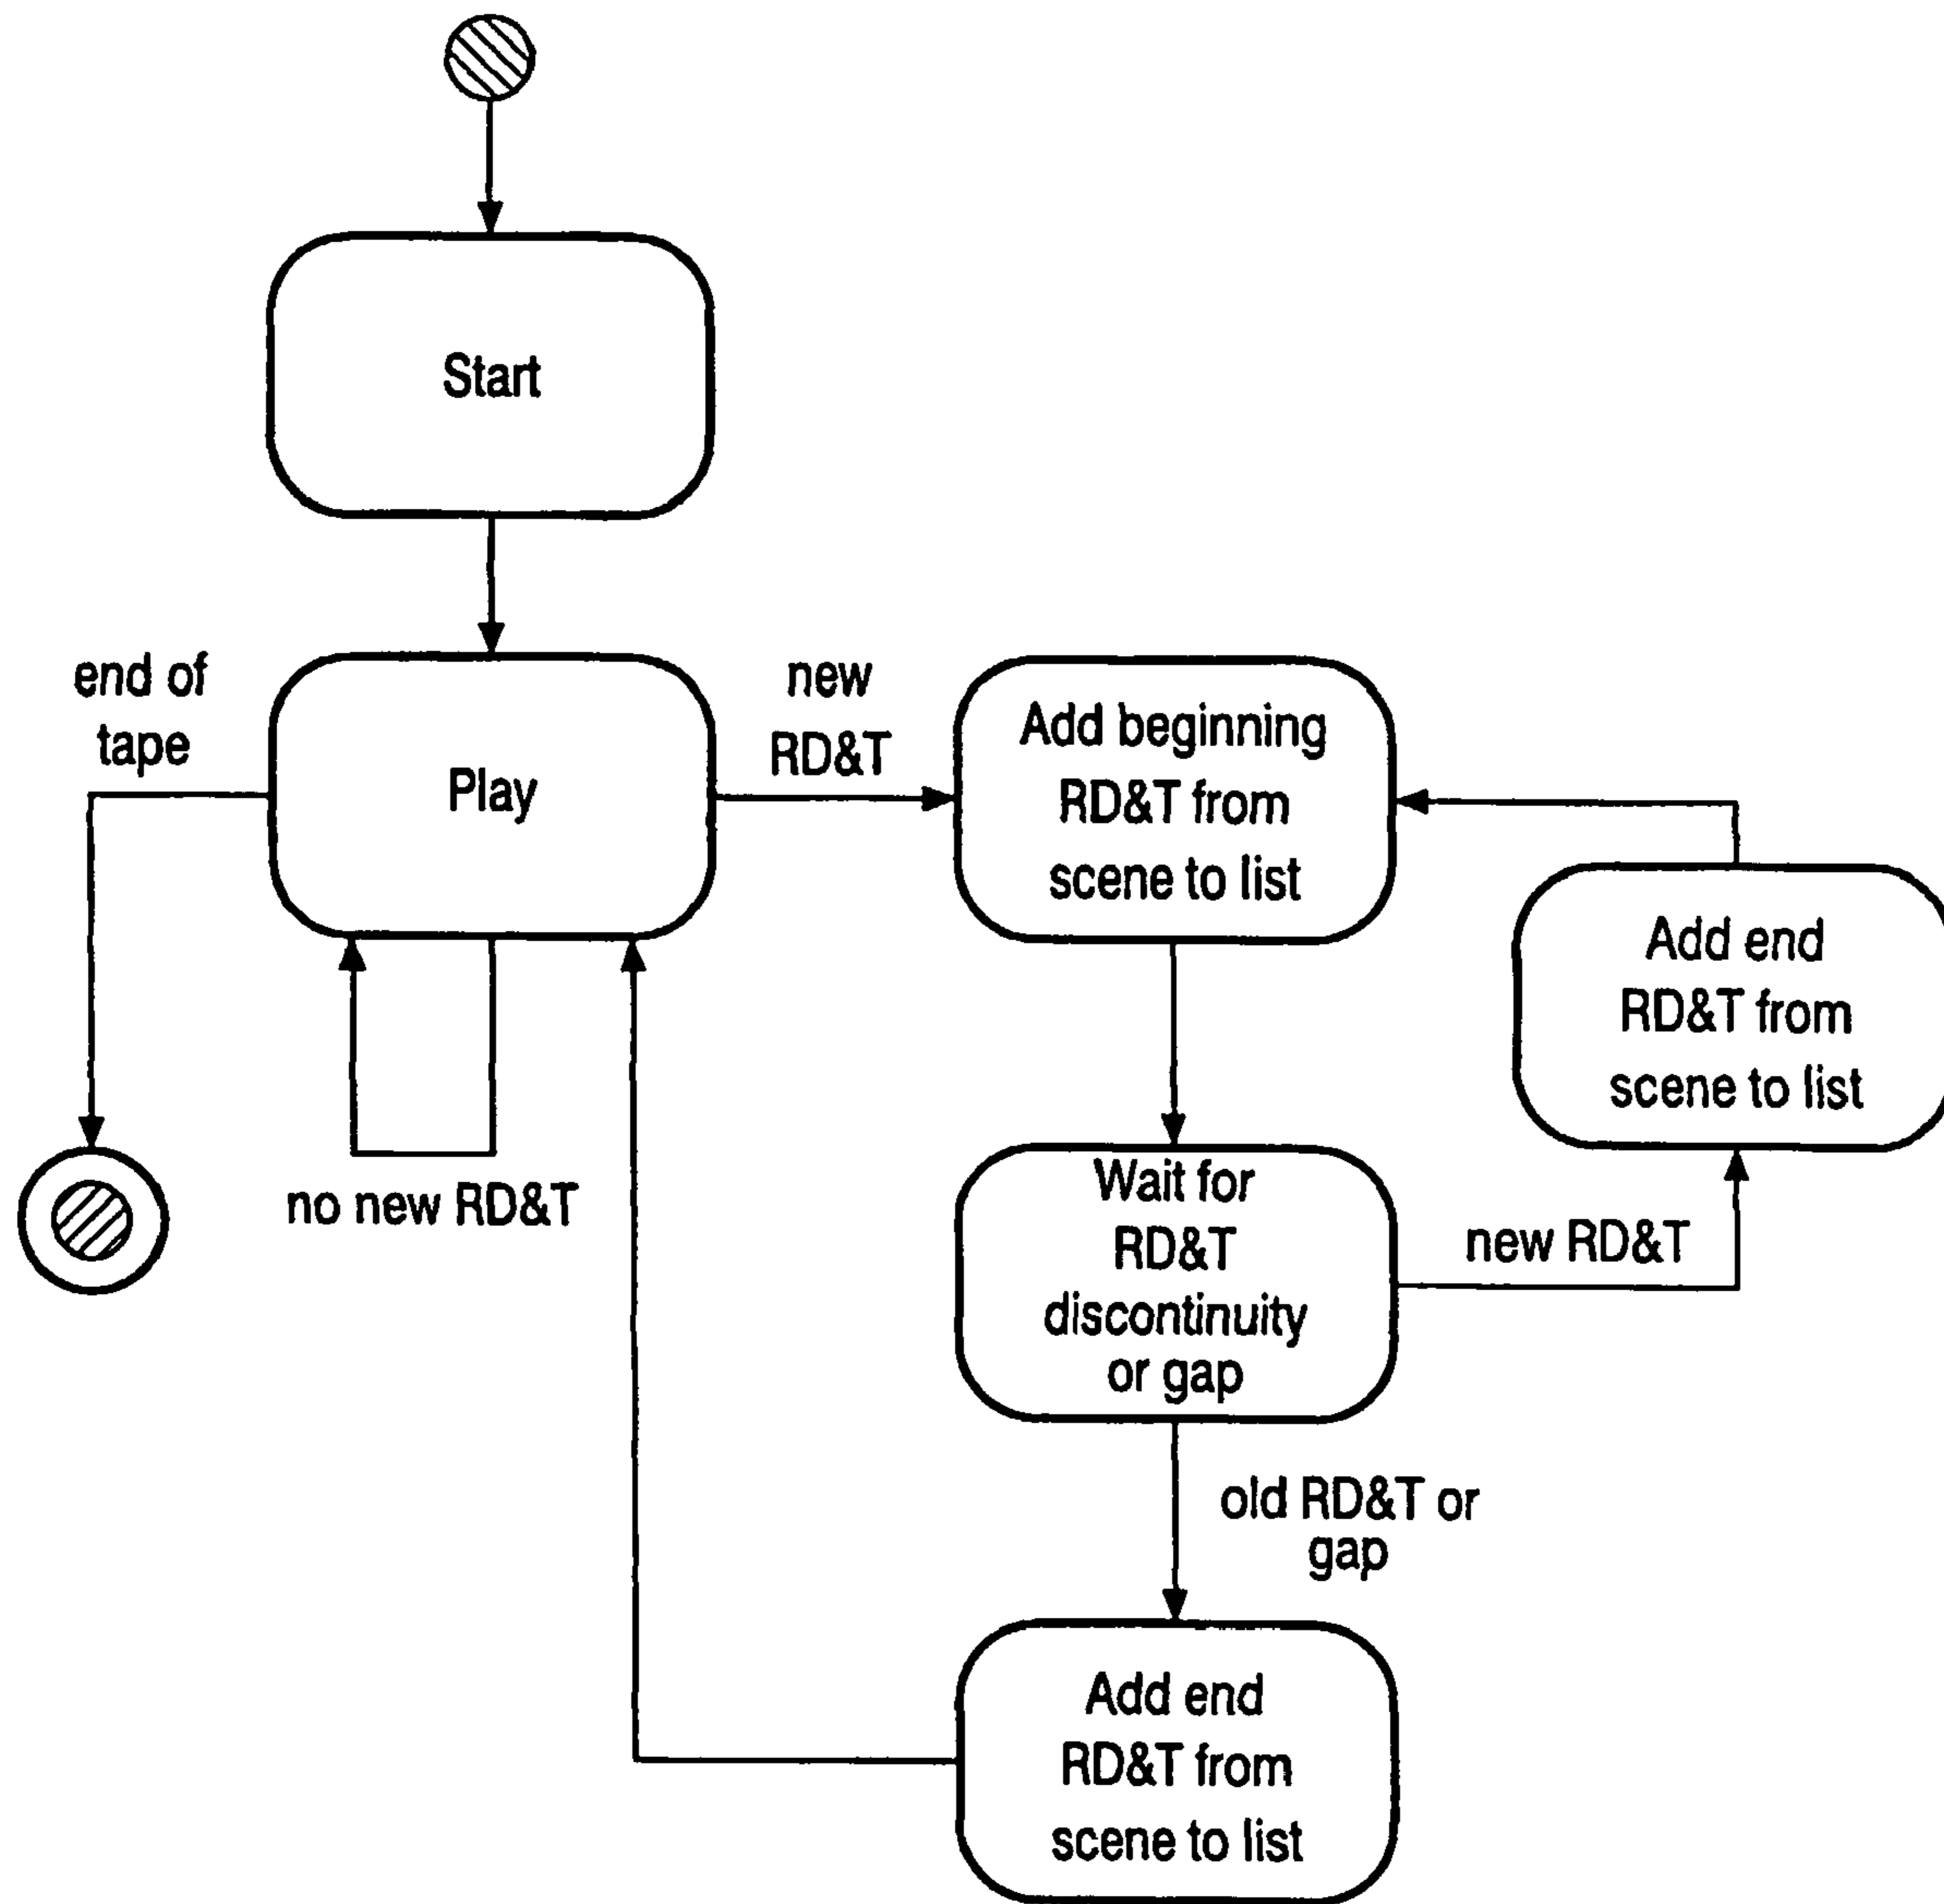 Start
end of
tape
Play
new
RD&T
Add beginning
RD&T from
scene to list
Add end
RD&T from
scene to list
no new RD&T
Wait for
RD&T
discontinuity
or gap
new RD&T
old RD&T or
gap
Add end
RD&T from
scene to list